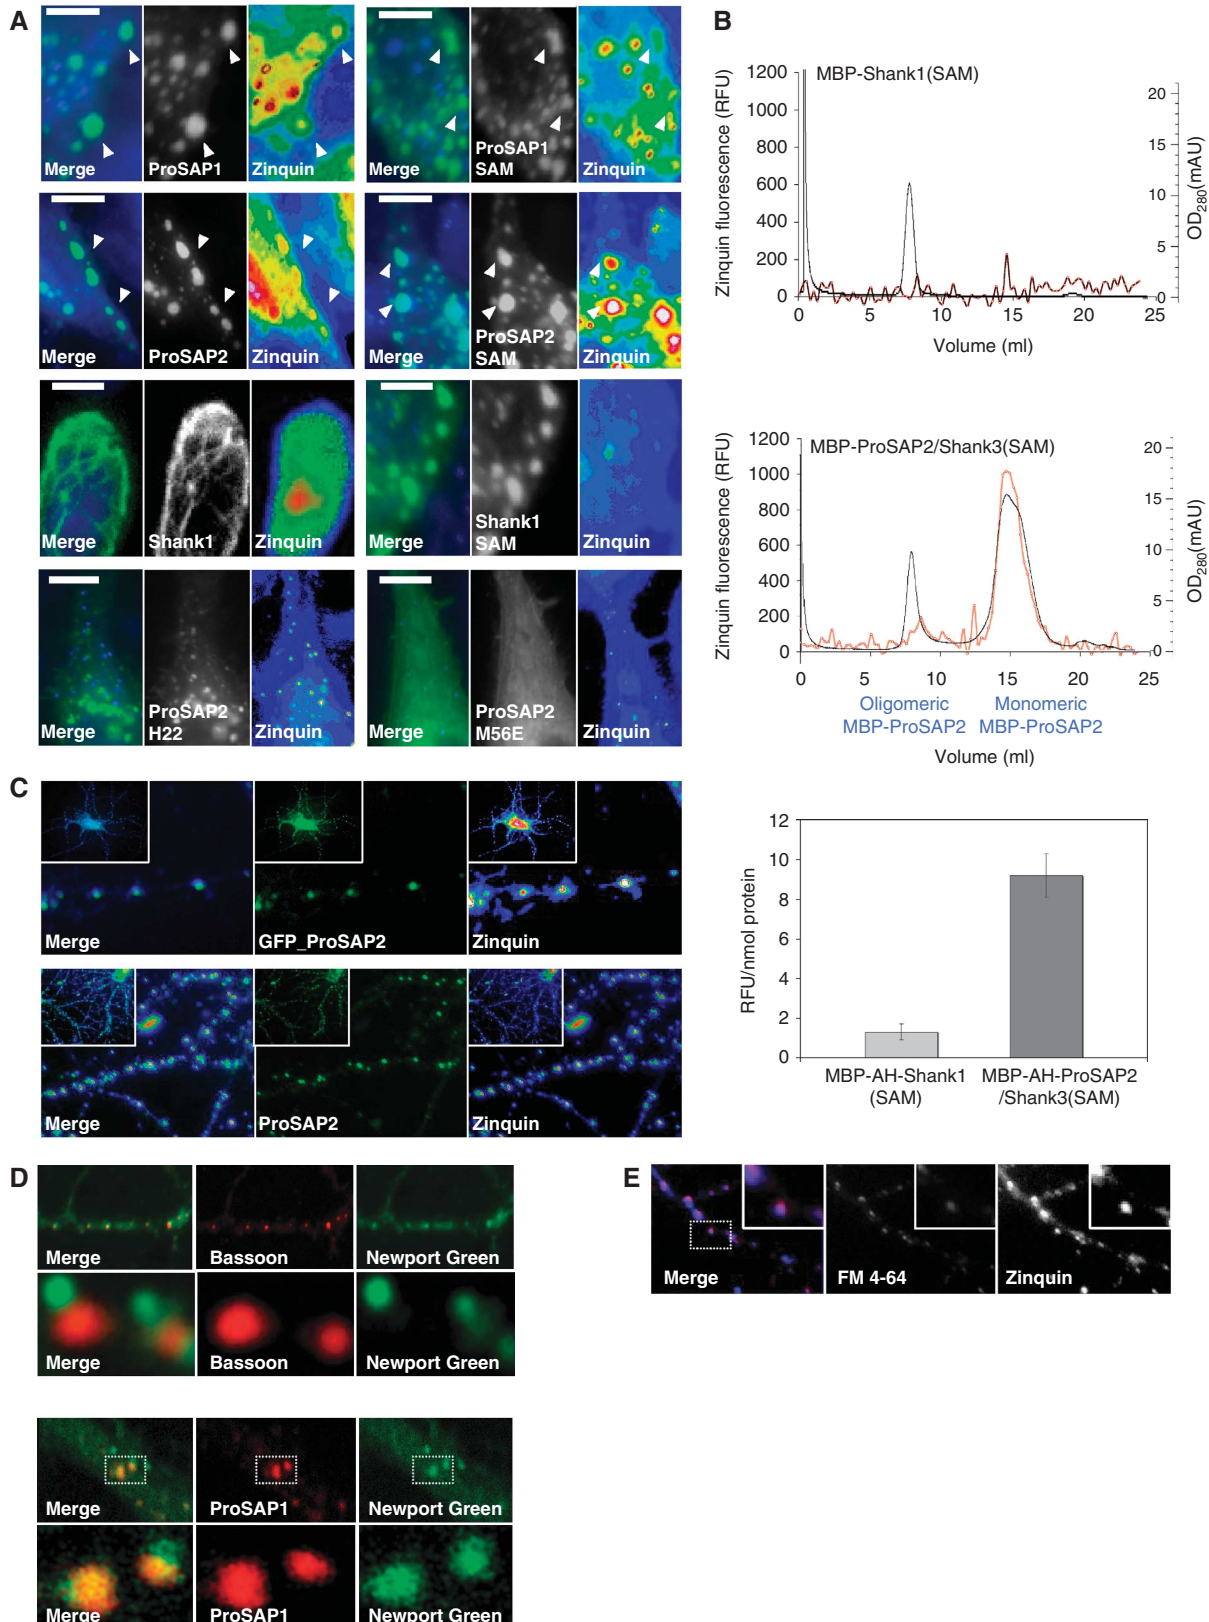 A
Merge
ProSAP1
Zinquin
Merge
ProSAP1
SAM
Zinquin
Merge
ProSAP2
Zinquin
Merge
ProSAP2
SAM
Zinquin
Merge
Shank1
Zinquin
Merge
Shank1
SAM
Zinquin
Merge
ProSAP2
H22
Zinquin
Merge
ProSAP2
M56E
Zinquin
B
MBP-Shank1(SAM)
Zinquin fluorescence (RFU)
1200
1000
800
600
400
200
0
0 5 10 15 20 25
Volume (ml)
20
15
10
5
0
OD280(mAU)
MBP-ProSAP2/Shank3(SAM)
Zinquin fluorescence (RFU)
1200
1000
800
600
400
200
0
0 5 10 15 20 25
Oligomeric
MBP-ProSAP2
Monomeric
MBP-ProSAP2
Volume (ml)
20
15
10
5
0
OD280(mAU)
RFU/nmol protein
12
10
8
6
4
2
0
MBP-AH-Shank1
(SAM)
MBP-AH-ProSAP2
/Shank3(SAM)
C
Merge
GFP_ProSAP2
Zinquin
Merge
ProSAP2
Zinquin
D
Merge
Bassoon
Newport Green
Merge
Bassoon
Newport Green
Merge
ProSAP1
Newport Green
Merge
ProSAP1
Newport Green
E
Merge
FM 4-64
Zinquin